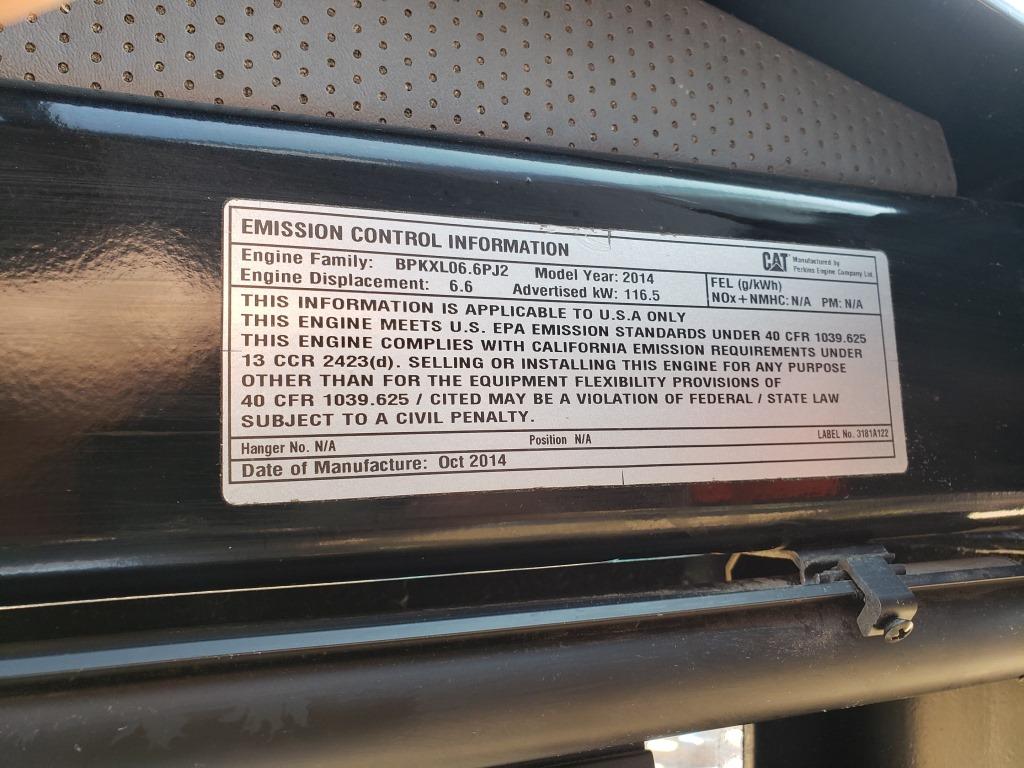 EMISSION CONTROL INFORMATION
CAT Manufactured by
Perkins Engine Company Ltd
Engine Family: BPKXL06.6PJ2 Model Year: 2014
Engine Displacement: 6.6 Advertised kW: 116.5
FEL (g/kWh)
NOx + NMHC: N/A PM: N/A
THIS INFORMATION IS APPLICABLE TO U.S.A ONLY
THIS ENGINE MEETS U.S. EPA EMISSION STANDARDS UNDER 40 CFR 1039.625
THIS ENGINE COMPLIES WITH CALIFORNIA EMISSION REQUIREMENTS UNDER
13 CCR 2423(d). SELLING OR INSTALLING THIS ENGINE FOR ANY PURPOSE
OTHER THAN FOR THE EQUIPMENT FLEXIBILITY PROVISIONS OF
40 CFR 1039.625 / CITED MAY BE A VIOLATION OF FEDERAL / STATE LAW
SUBJECT TO A CIVIL PENALTY.
Hanger No. N/A Position N/A LABEL No. 3181A122
Date of Manufacture: Oct 2014